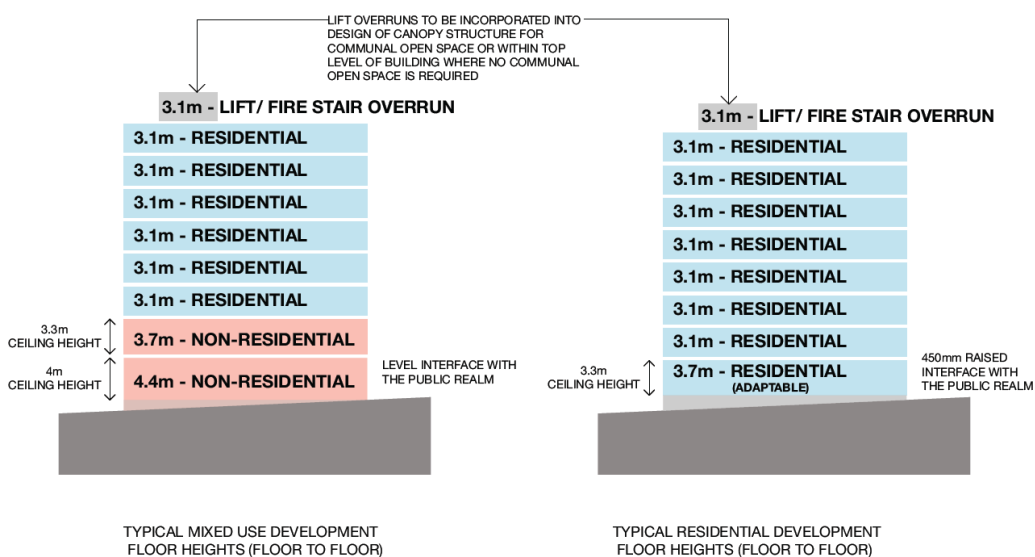 LIFT OVERRUNS TO BE INCORPORATED INTO
DESIGN OF CANOPY STRUCTURE FOR
COMMUNAL OPEN SPACE OR WITHIN TOP
LEVEL OF BUILDING WHERE NO COMMUNAL
OPEN SPACE IS REQUIRED
3.1m - LIFT/ FIRE STAIR OVERRUN
3.1m - RESIDENTIAL
3.1m - RESIDENTIAL
3.1m - RESIDENTIAL
3.1m - RESIDENTIAL
3.1m - RESIDENTIAL
3.1m - RESIDENTIAL
3.3m
CEILING HEIGHT
3.7m - NON-RESIDENTIAL
4m
CEILING HEIGHT
4.4m - NON-RESIDENTIAL
LEVEL INTERFACE WITH
THE PUBLIC REALM
TYPICAL MIXED USE DEVELOPMENT
FLOOR HEIGHTS (FLOOR TO FLOOR)
3.1m - LIFT/ FIRE STAIR OVERRUN
3.1m - RESIDENTIAL
3.1m - RESIDENTIAL
3.1m - RESIDENTIAL
3.1m - RESIDENTIAL
3.1m - RESIDENTIAL
3.1m - RESIDENTIAL
3.1m - RESIDENTIAL
3.3m
CEILING HEIGHT
3.7m - RESIDENTIAL
(ADAPTABLE)
450mm RAISED
INTERFACE WITH
THE PUBLIC REALM
TYPICAL RESIDENTIAL DEVELOPMENT
FLOOR HEIGHTS (FLOOR TO FLOOR)